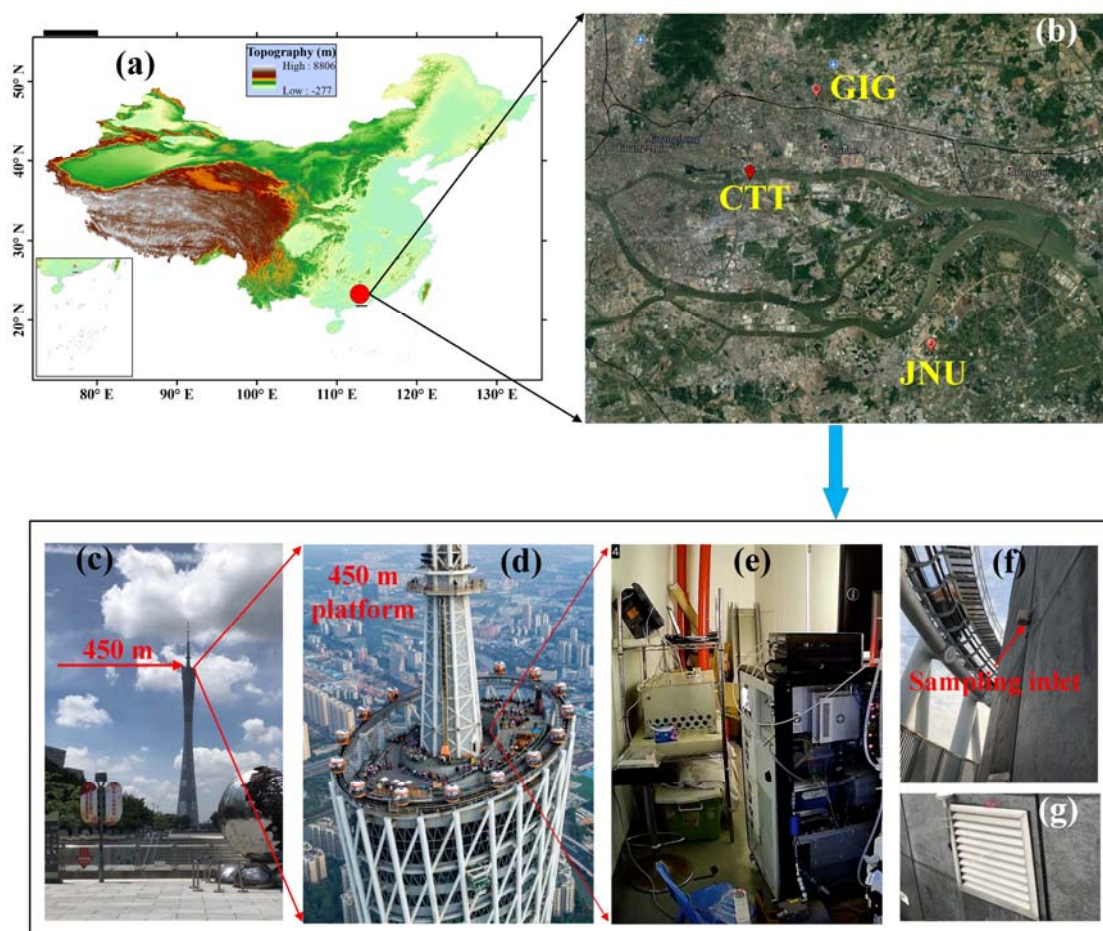 (a)
Topography (m)
High : 8806
Low : -277
50° N
40° N
30° N
20° N
80° E
90° E
100° E
110° E
120° E
130° E
(b)
GIG
CTT
JNU
(c)
450 m
(d)
450 m
platform
4
(e)
(f)
Sampling inlet
(g)